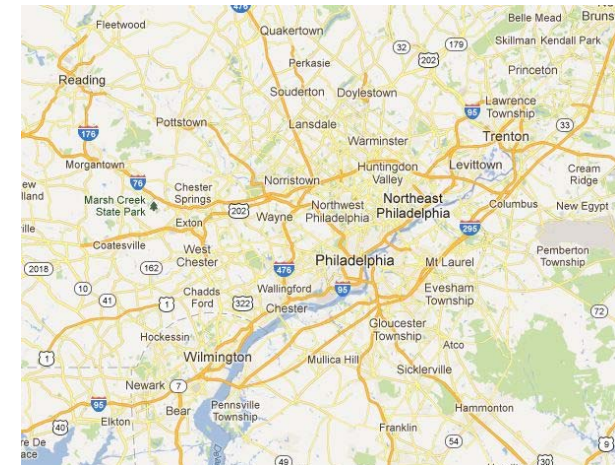 476
Fleetwood
Quakertown
Belle Mead
Bruns
32
179
Skillman Kendall Park
Perkasie
202
Reading
Souderton
Doylestown
Princeton
Lawrence
Township
95
Pottstown
Lansdale
33
176
Warminster
Trenton
Morgantown
Huntingdon
Valley
Levittown
Cream
Ridge
76
Norristown
Chester
Springs
Marsh Creek
State Park
Northeast
Philadelphia
202
Wayne
Northwest
Philadelphia
Columbus
New Egypt
Exton
295
Coatesville
West
Chester
Philadelphia
Mt Laurel
Pemberton
Township
2018
162
476
10
Wallingford
95
Evesham
Township
41
1
Chadds
Ford
322
Chester
72
Gloucester
Township
Hockessin
Atco
1
Wilmington
Mullica Hill
Sicklerville
Newark
7
95
Bear
Pennsville
Township
Hammonton
Elkton
40
Franklin
54
9
49
30